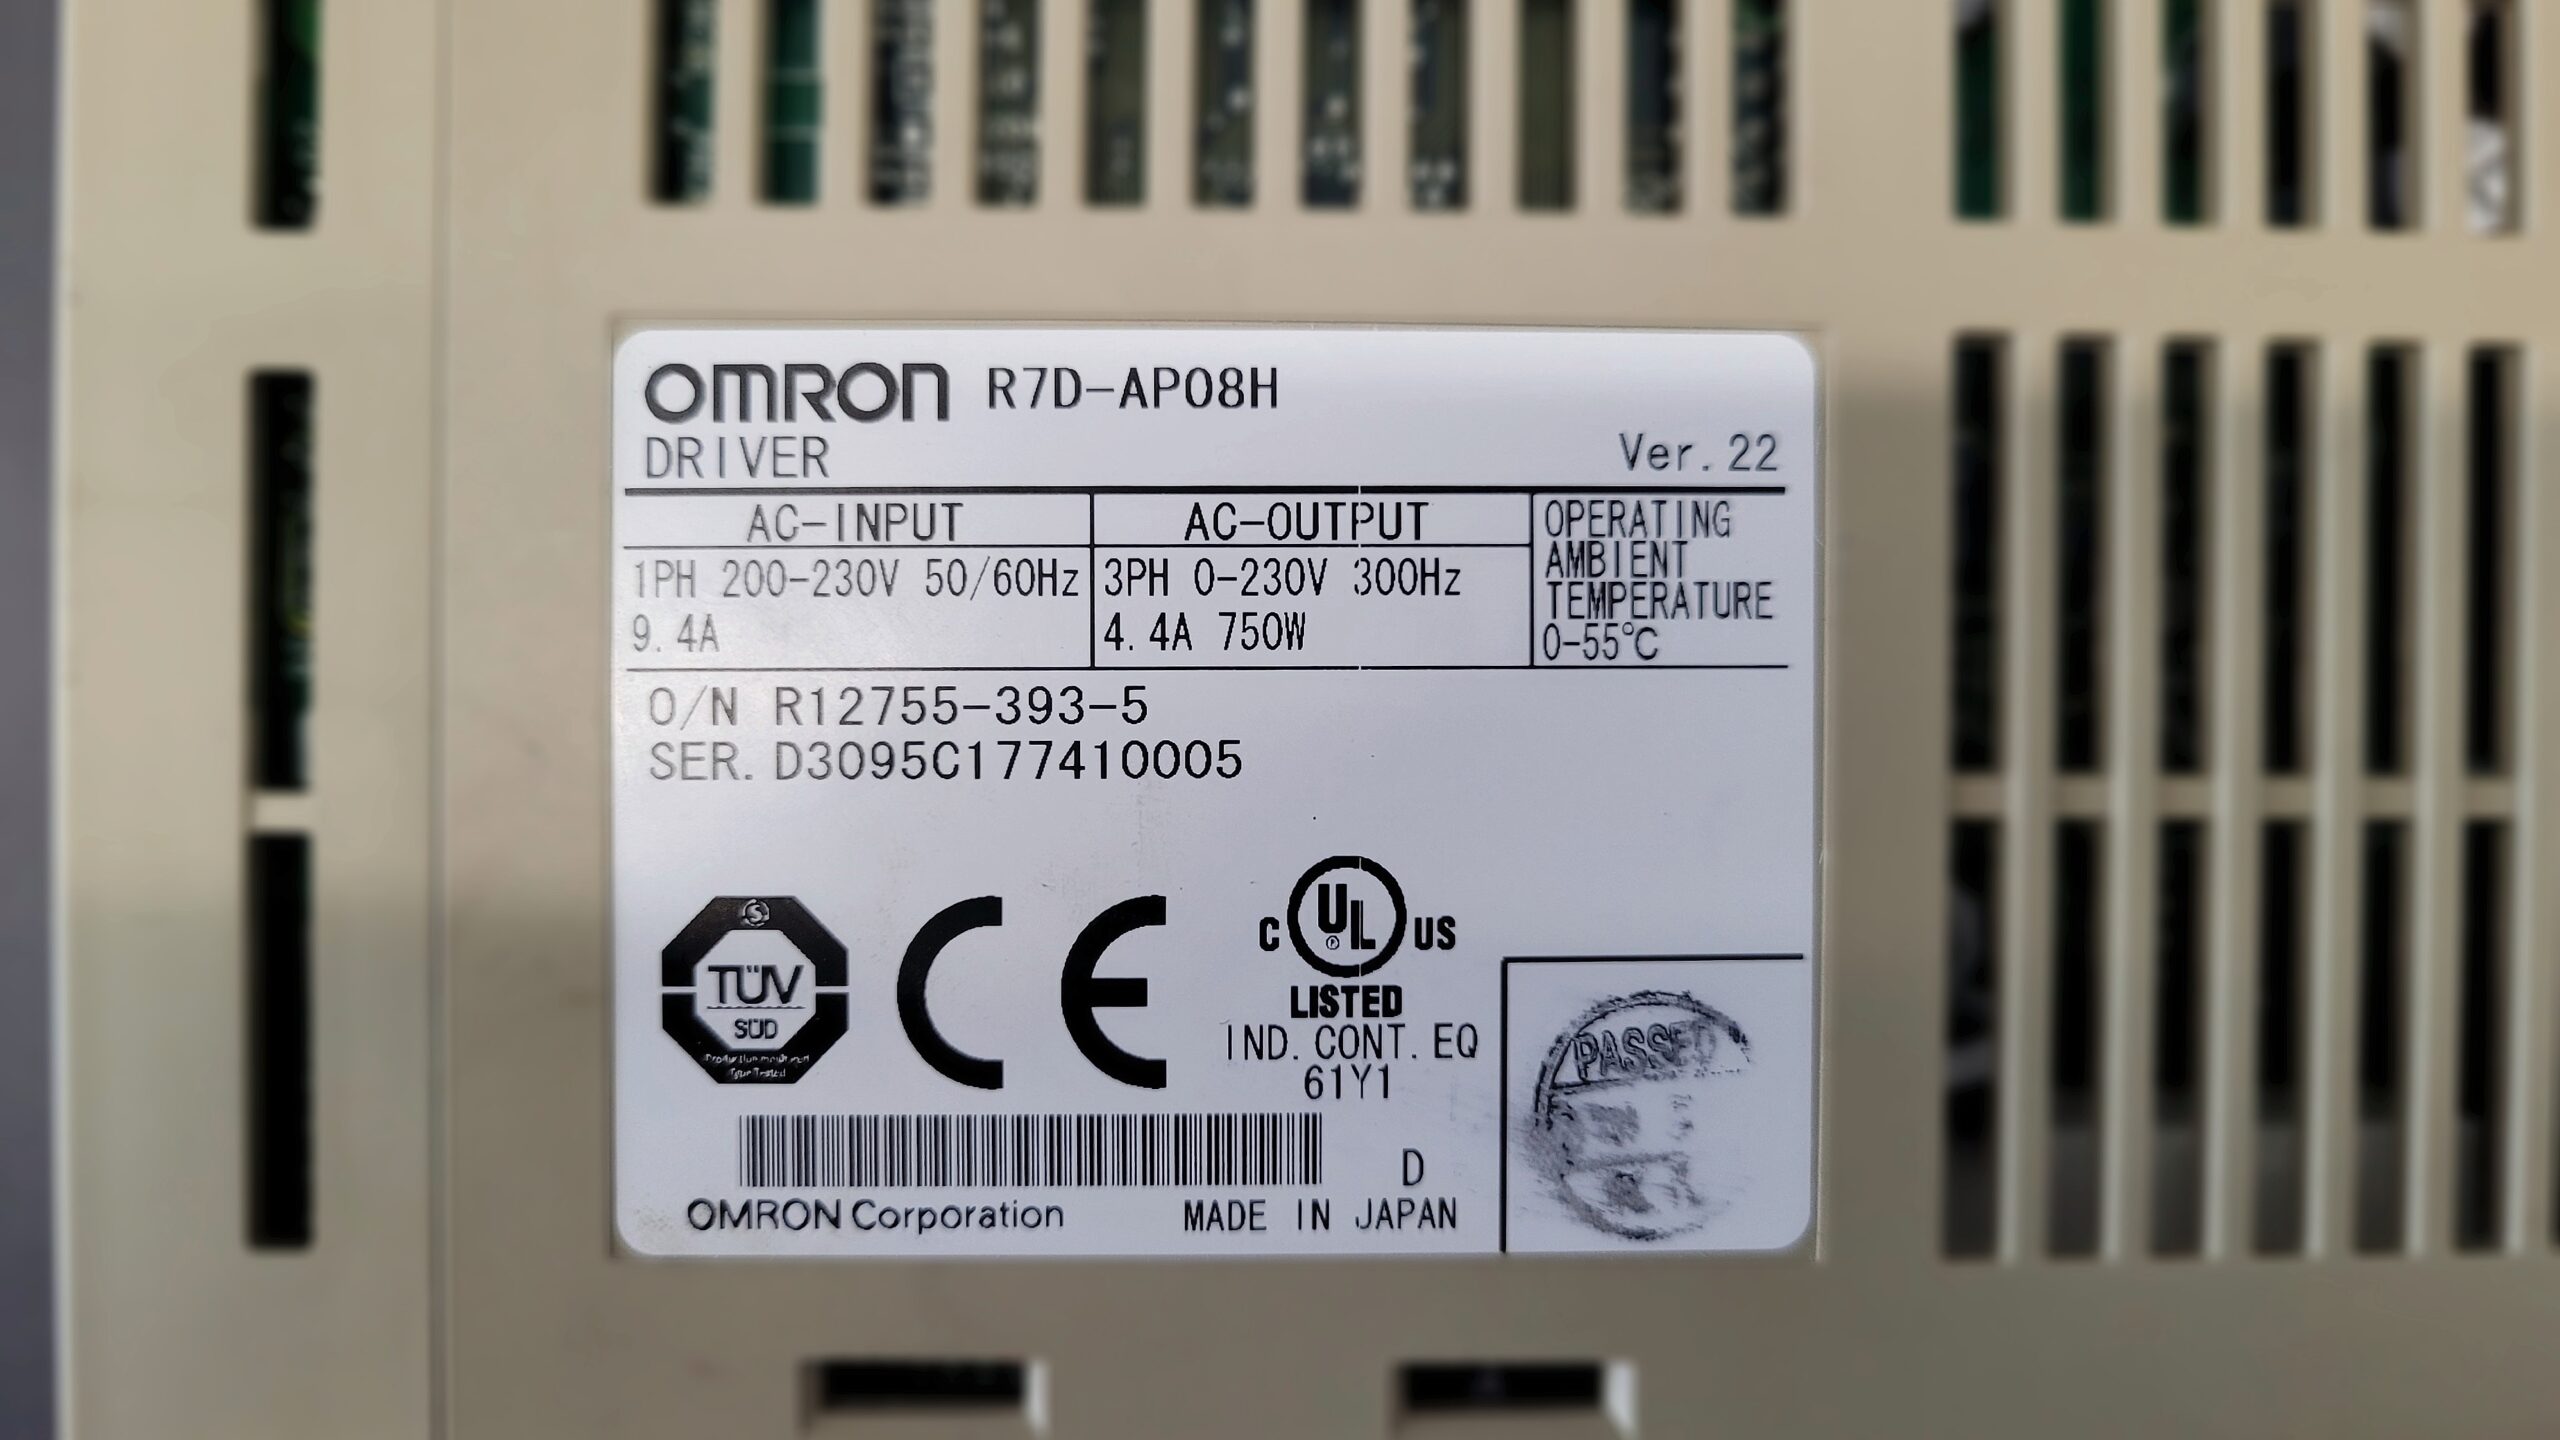 OMRON R7D-AP08H
DRIVER
Ver. 22
AC-INPUT
1PH 200-230V 50/60Hz
9.4A
AC-OUTPUT
3PH 0-230V 300Hz
4.4A 750W
OPERATING
AMBIENT
TEMPERATURE
0-55℃
O/N R12755-393-5
SER. D3095C177410005
TÜV
SÜD
CE
C UL US
LISTED
IND. CONT. EQ
61Y1
PASSED
D
OMRON Corporation
MADE IN JAPAN